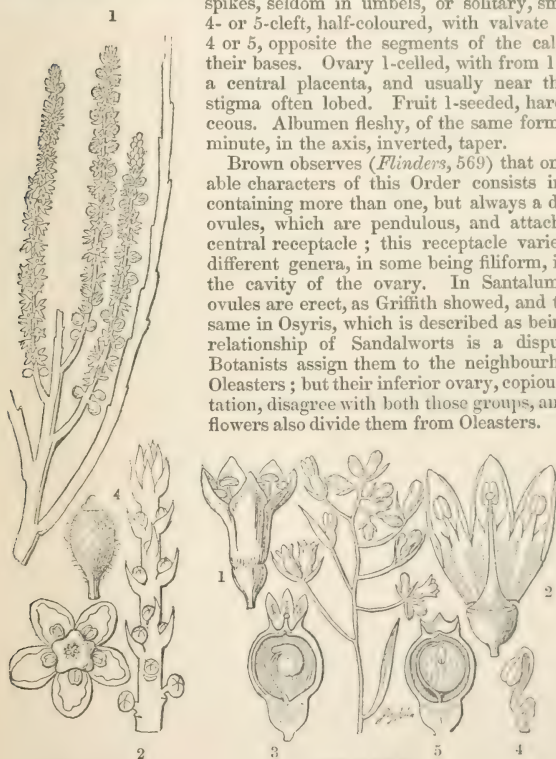 1
spikes, seldom in umbels, or solitary, sm
4- or 5-cleft, half-coloured, with valvate
4 or 5, opposite the segments of the cal
their bases. Ovary 1-celled, with from 1
a central placenta, and usually near th
stigma often lobed. Fruit 1-seeded, hard
ceous. Albumen fleshy, of the same form
minute, in the axis, inverted, taper.
Brown observes (Flinders, 569) that on
able characters of this Order consists in
containing more than one, but always a d
ovules, which are pendulous, and attach
central receptacle ; this receptacle varie
different genera, in some being filiform, i
the cavity of the ovary. In Santalum
ovules are erect, as Griffith showed, and t
same in Osyris, which is described as bein
relationship of Sandalworts is a dispu
Botanists assign them to the neighbourh
Oleasters ; but their inferior ovary, copiou
tation, disagree with both those groups, an
flowers also divide them from Oleasters.
4
1
2
2
3
5
4